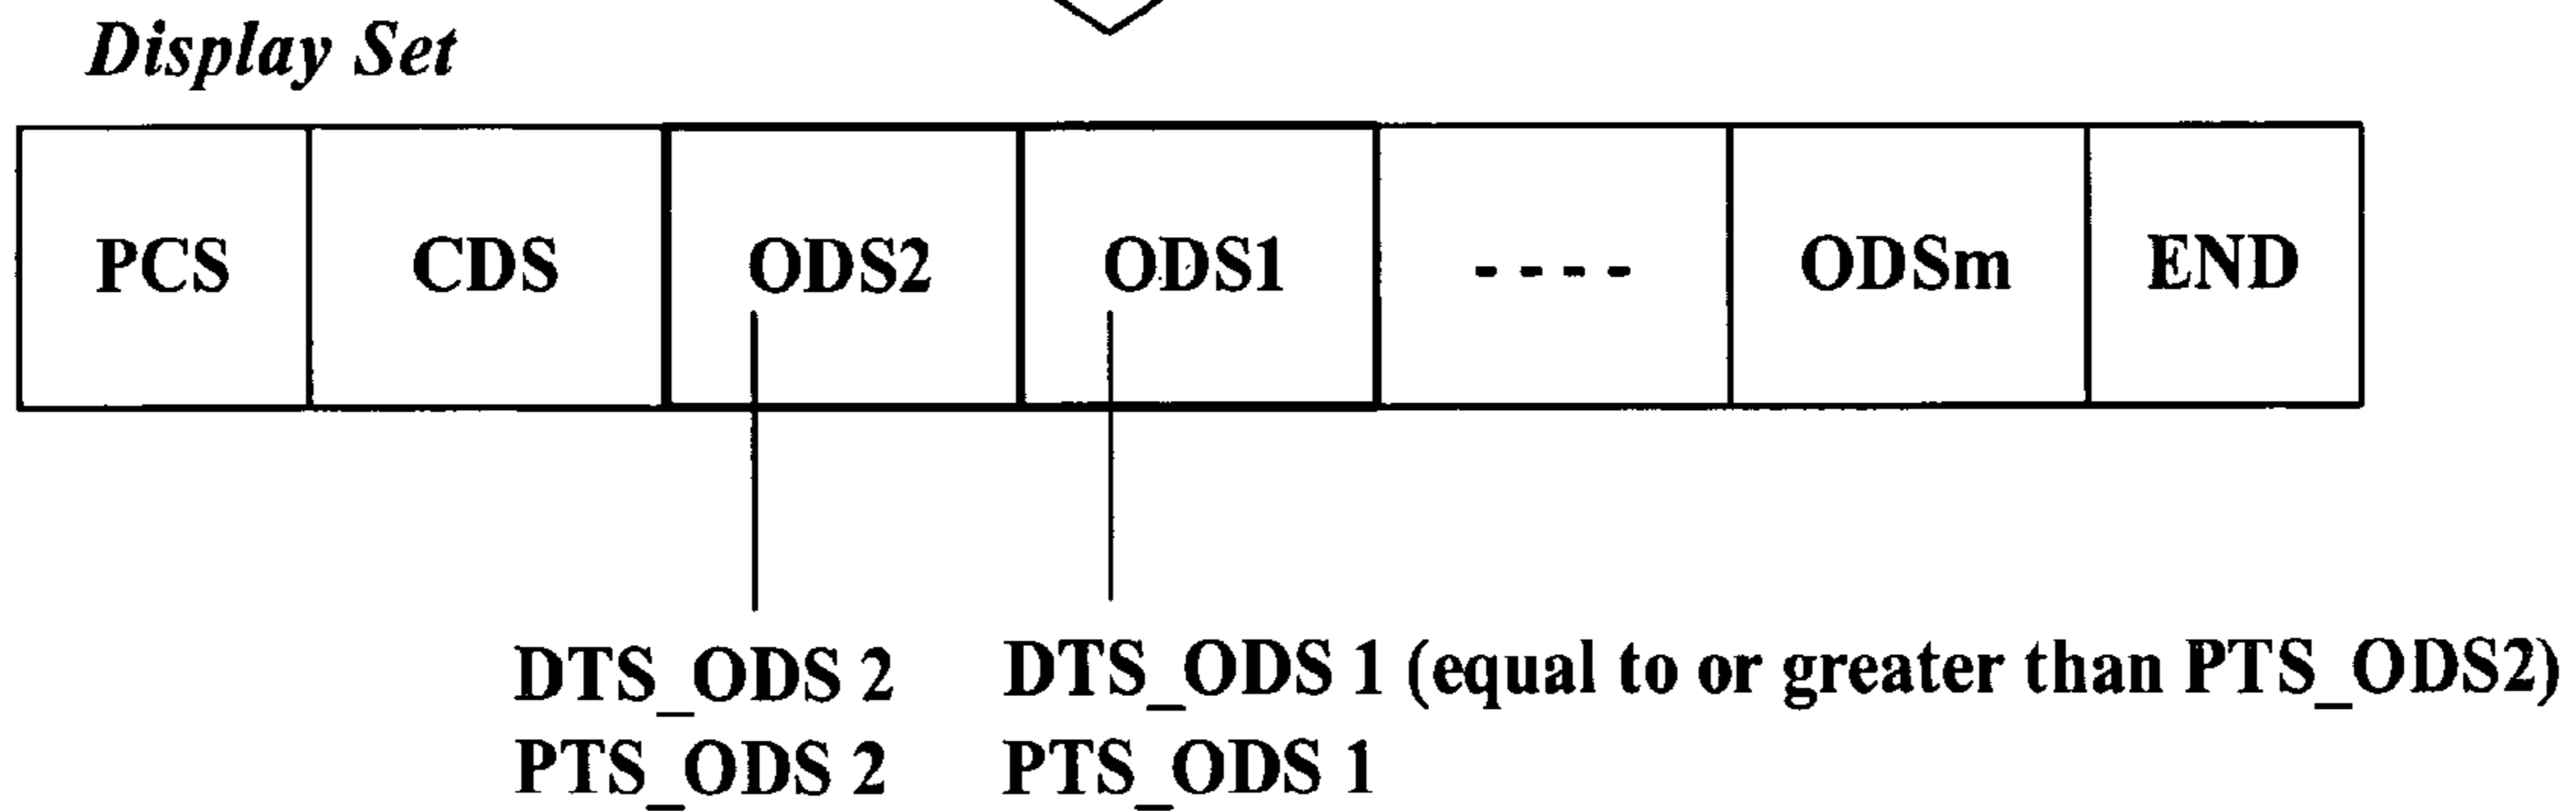 Display Set
PCS CDS ODS2 ODS1 ---- ODSm END
DTS_ODS 2 DTS_ODS 1 (equal to or greater than PTS_ODS2)
PTS_ODS 2 PTS_ODS 1